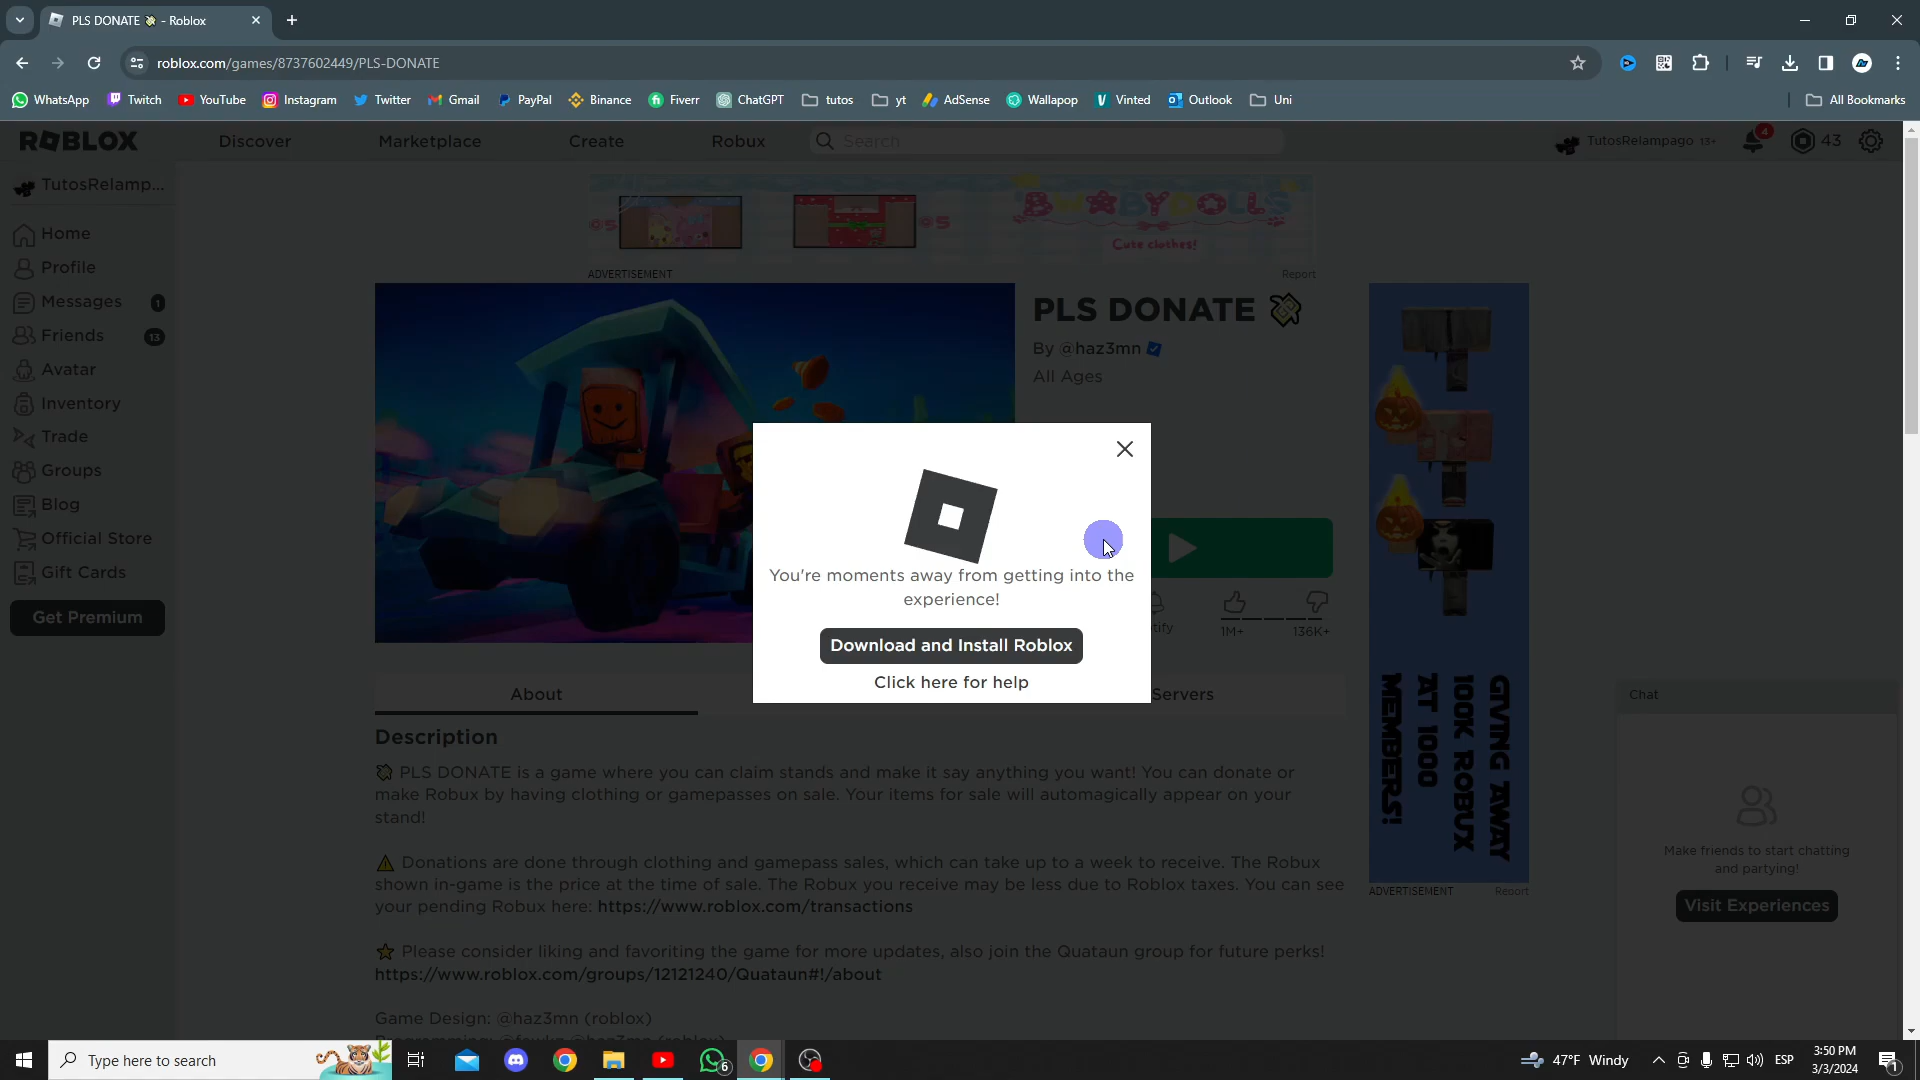 PLS DONATE 💸 - Roblox
roblox.com/games/8737602449/PLS-DONATE
WhatsApp Twitch YouTube Instagram Twitter Gmail PayPal Binance Fiverr ChatGPT tutos yt AdSense Wallapop Vinted Outlook Uni All Bookmarks
ROBLOX Discover Marketplace Create Robux Search TutosRelampago 13+ 4 43
TutosRelamp...
Home
Profile
Messages 1
Friends 13
Avatar
Inventory
Trade
Groups
Blog
Official Store
Gift Cards
Get Premium
BWABYDOLLS
Cute clothes!
ADVERTISEMENT Report
PLS DONATE 💸
By @haz3mn
All Ages
You're moments away from getting into the
experience!
Download and Install Roblox
Click here for help
tify 1M+ 136K+
About Servers
Description
💸 PLS DONATE is a game where you can claim stands and make it say anything you want! You can donate or
make Robux by having clothing or gamepasses on sale. Your items for sale will automagically appear on your
stand!
⚠️ Donations are done through clothing and gamepass sales, which can take up to a week to receive. The Robux
shown in-game is the price at the time of sale. The Robux you receive may be less due to Roblox taxes. You can see
your pending Robux here: https://www.roblox.com/transactions
⭐ Please consider liking and favoriting the game for more updates, also join the Quataun group for future perks!
https://www.roblox.com/groups/12121240/Quataun#!/about
Game Design: @haz3mn (roblox)
GIVING AWAY
100K ROBUX
AT 1000
MEMBERS!
ADVERTISEMENT Report
Chat
Make friends to start chatting
and partying!
Visit Experiences
Type here to search
6
47°F Windy
ESP
3:50 PM
3/3/2024
1